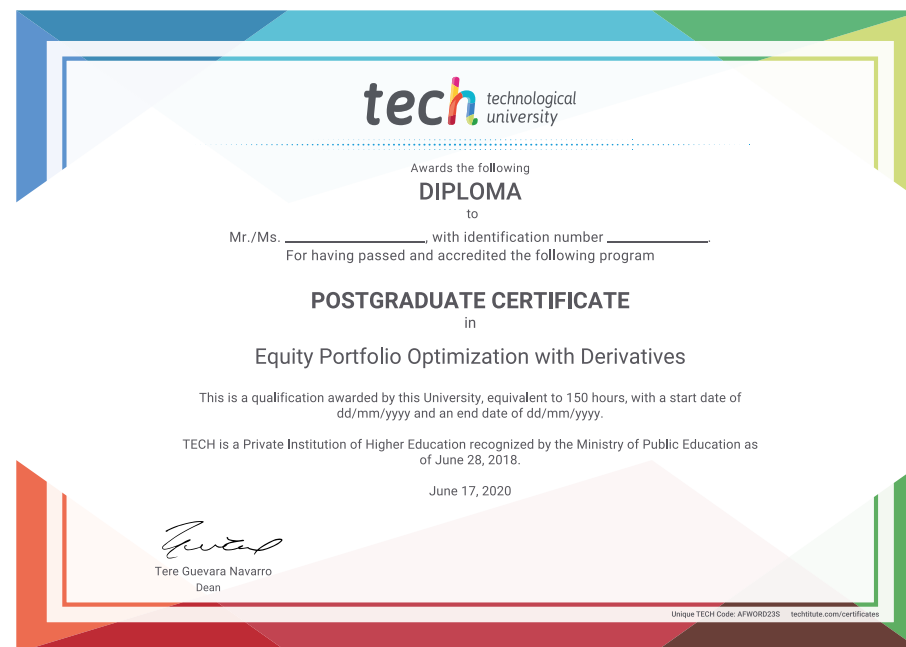 tech technological
university
Awards the following
DIPLOMA
to
Mr./Ms. ____________________, with identification number ______________.
For having passed and accredited the following program
POSTGRADUATE CERTIFICATE
in
Equity Portfolio Optimization with Derivatives
This is a qualification awarded by this University, equivalent to 150 hours, with a start date of
dd/mm/yyyy and an end date of dd/mm/yyyy.
TECH is a Private Institution of Higher Education recognized by the Ministry of Public Education as
of June 28, 2018.
June 17, 2020
Tere Guevara Navarro
Dean
Unique TECH Code: AFWORD23S techtitute.com/certificates